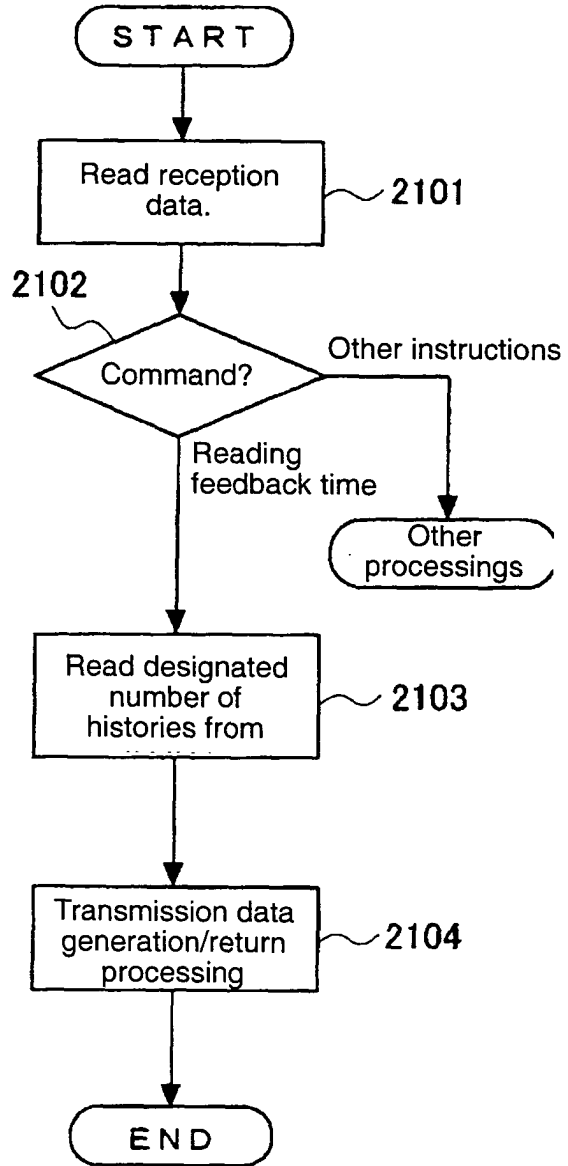 START
Read reception
data.
2101
2102
Command?
Other instructions
Reading
feedback time
Other
processings
Read designated
number of
histories from
2103
Transmission data
generation/return
processing
2104
END